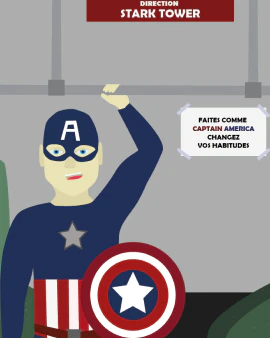 DIRECTION
STARK TOWER
A
FAITES COMME
CAPTAIN AMERICA
CHANGEZ
VOS HABITUDES